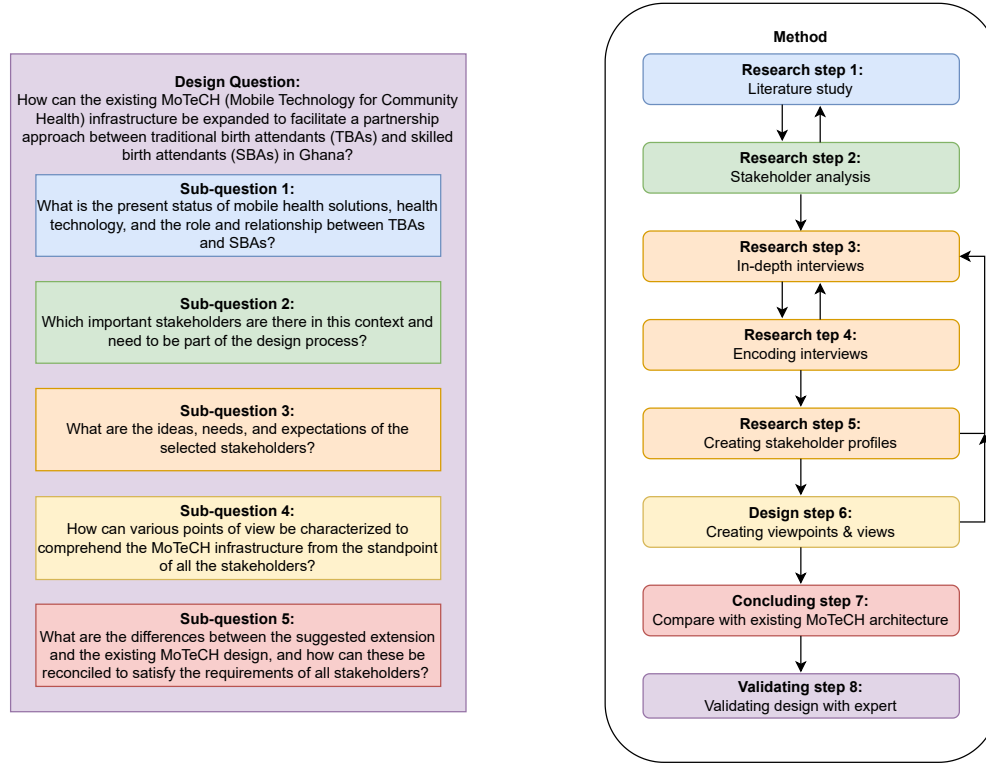 Design Question:
How can the existing MoTeCH (Mobile Technology for Community
Health) infrastructure be expanded to facilitate a partnership
approach between traditional birth attendants (TBAs) and skilled
birth attendants (SBAs) in Ghana?
Sub-question 1:
What is the present status of mobile health solutions, health
technology, and the role and relationship between TBAs
and SBAs?
Sub-question 2:
Which important stakeholders are there in this context and
need to be part of the design process?
Sub-question 3:
What are the ideas, needs, and expectations of the
selected stakeholders?
Sub-question 4:
How can various points of view be characterized to
comprehend the MoTeCH infrastructure from the standpoint
of all the stakeholders?
Sub-question 5:
What are the differences between the suggested extension
and the existing MoTeCH design, and how can these be
reconciled to satisfy the requirements of all stakeholders?
Method
Research step 1:
Literature study
Research step 2:
Stakeholder analysis
Research step 3:
In-depth interviews
Research tep 4:
Encoding interviews
Research step 5:
Creating stakeholder profiles
Design step 6:
Creating viewpoints & views
Concluding step 7:
Compare with existing MoTeCH architecture
Validating step 8:
Validating design with expert